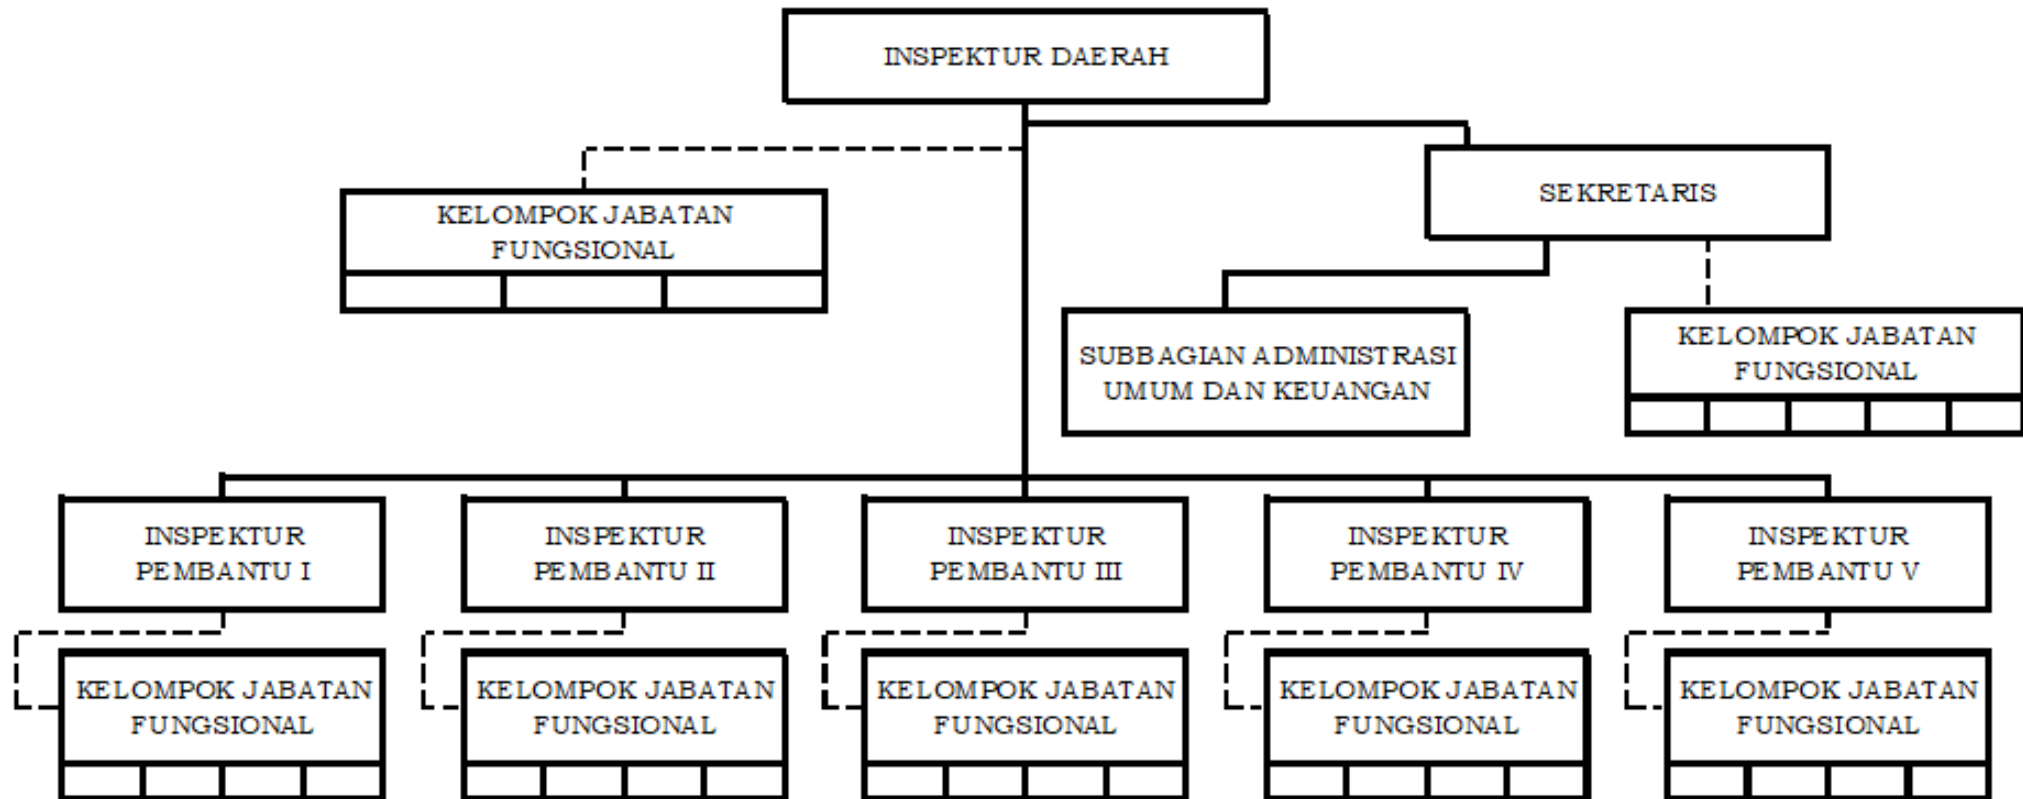 INSPEKTUR DAERAH
SEKRETARIS
KELOMPOK JABATAN
FUNGSIONAL
SUBBAGIAN ADMINISTRASI
UMUM DAN KEUANGAN
KELOMPOK JABATAN
FUNGSIONAL
INSPEKTUR
PEMBANTU I
INSPEKTUR
PEMBANTU II
INSPEKTUR
PEMBANTU III
INSPEKTUR
PEMBANTU IV
INSPEKTUR
PEMBANTU V
KELOMPOK JABATAN
FUNGSIONAL
KELOMPOK JABATAN
FUNGSIONAL
KELOMPOK JABATAN
FUNGSIONAL
KELOMPOK JABATAN
FUNGSIONAL
KELOMPOK JABATAN
FUNGSIONAL